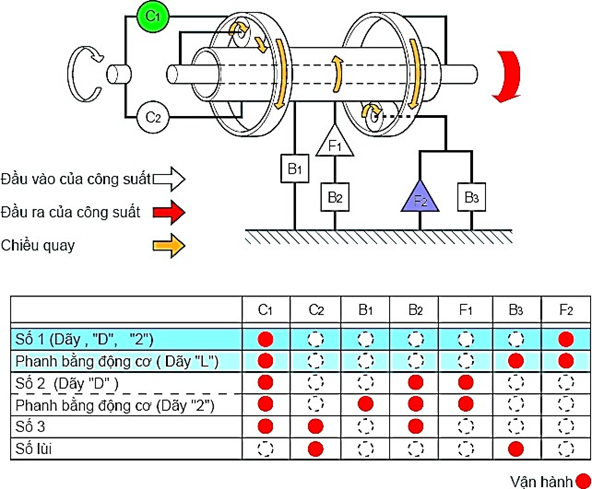 C1
C2
F1
B1
B2
F2
B3
Đầu vào của công suất
Đầu ra của công suất
Chiều quay
C1 C2 B1 B2 F1 B3 F2
Số 1 (Dãy , "D", "2")
Phanh bằng động cơ ( Dãy "L")
Số 2 (Dãy "D" )
Phanh bằng động cơ (Dãy "2")
Số 3
Số lùi
Vận hành